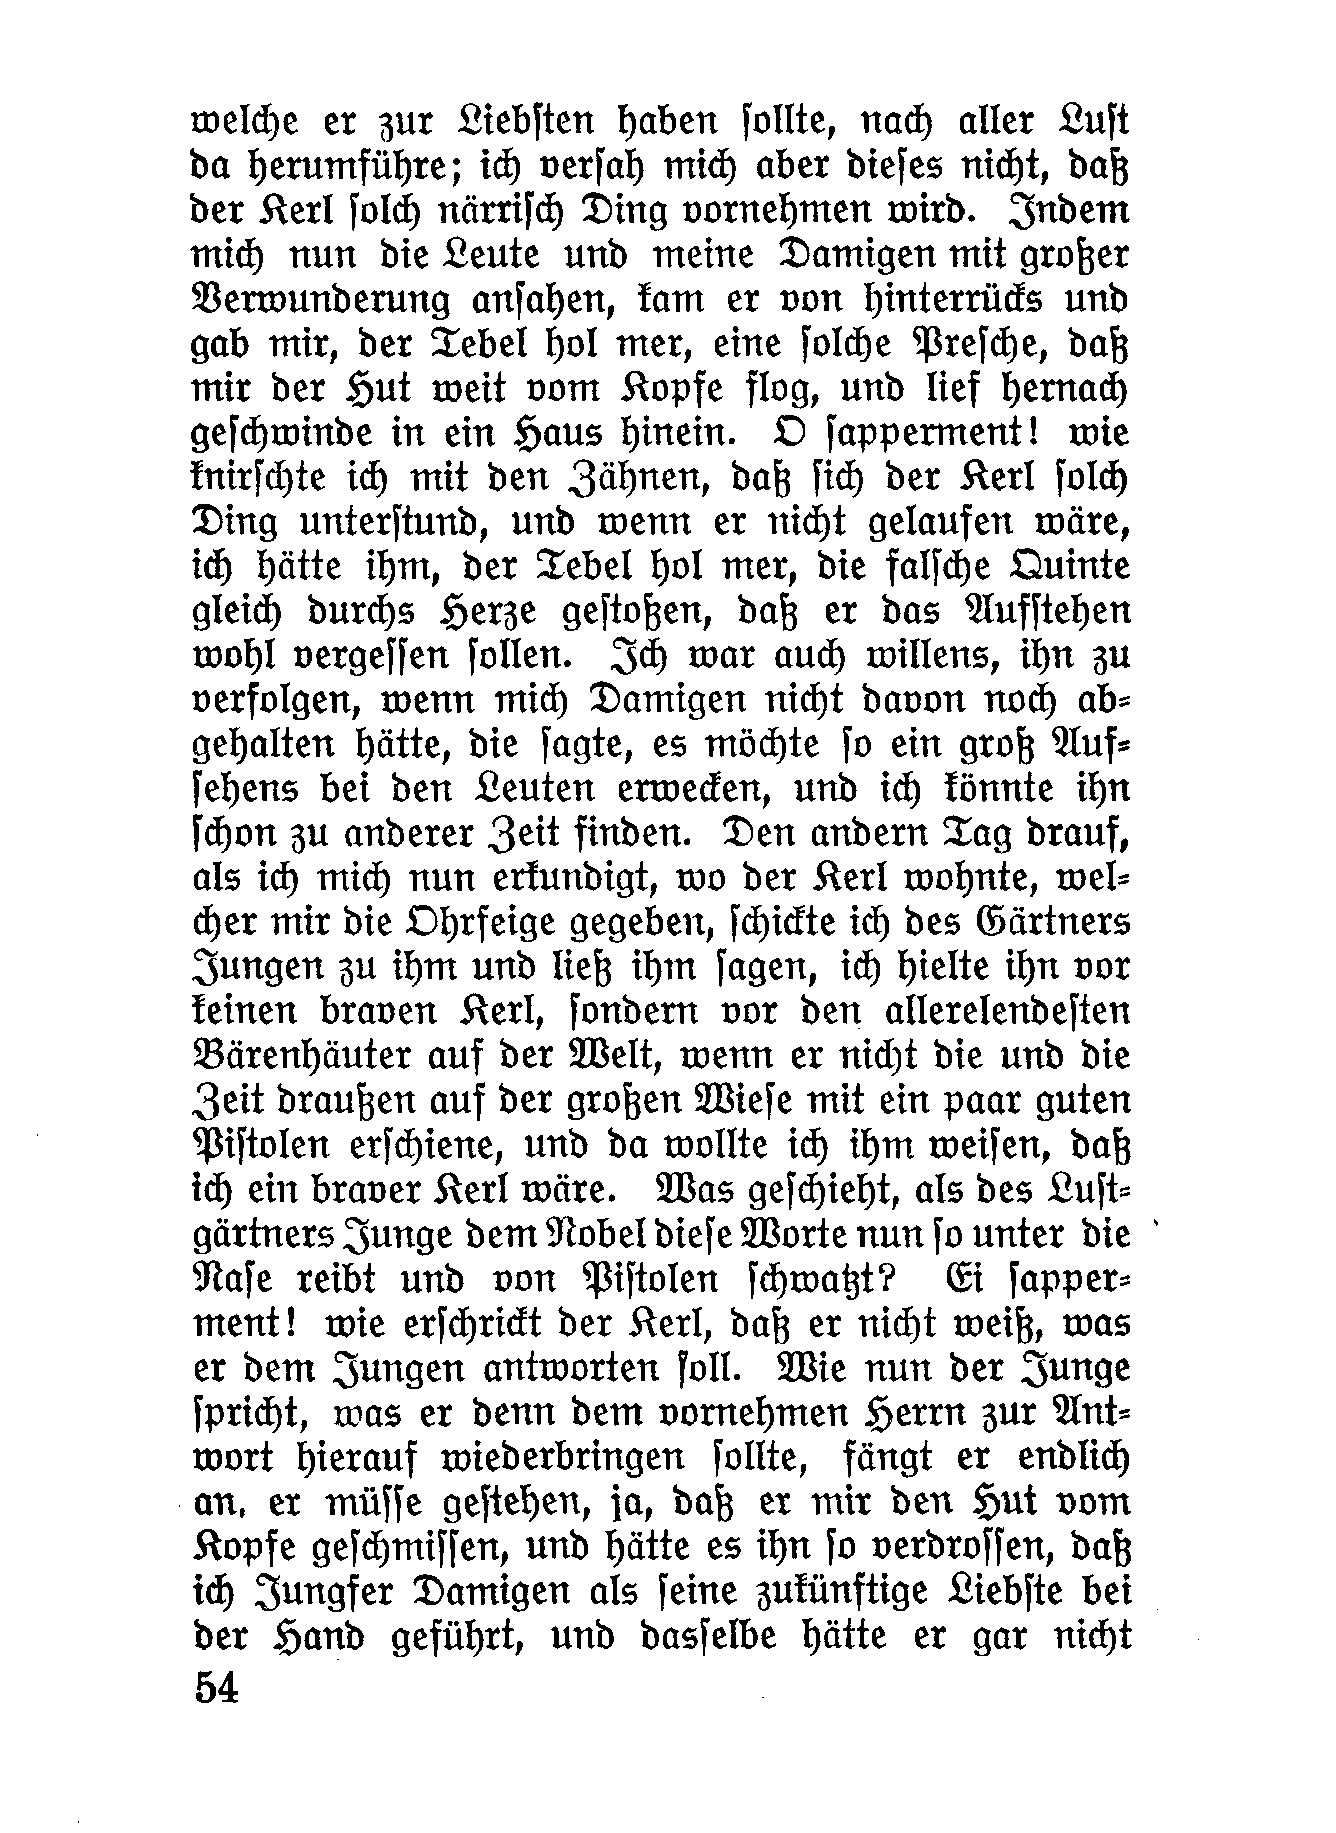 welche er zur Liebſten haben ſollte, nach aller Luſt
da herumführe; ich verſah mich aber dieſes nicht, daß
der Kerl ſolch närriſch Ding vornehmen wird. Indem
mich nun die Leute und meine Damigen mit großer
Verwunderung anſahen, kam er von hinterrücks und
gab mir, der Tebel hol mer, eine ſolche Preſche, daß
mir der Hut weit vom Kopfe flog, und lief hernach
geſchwinde in ein Haus hinein. O ſapperment! wie
knirſchte ich mit den Zähnen, daß ſich der Kerl ſolch
Ding unterſtund, und wenn er nicht gelaufen wäre,
ich hätte ihm, der Tebel hol mer, die falſche Quinte
gleich durchs Herze geſtoßen, daß er das Aufſtehen
wohl vergeſſen ſollen. Ich war auch willens, ihn zu
verfolgen, wenn mich Damigen nicht davon noch ab⸗
gehalten hätte, die ſagte, es möchte ſo ein groß Auf⸗
ſehens bei den Leuten erwecken, und ich könnte ihn
ſchon zu anderer Zeit finden. Den andern Tag drauf,
als ich mich nun erkundigt, wo der Kerl wohnte, wel⸗
cher mir die Ohrfeige gegeben, ſchickte ich des Gärtners
Jungen zu ihm und ließ ihm ſagen, ich hielte ihn vor
keinen braven Kerl, ſondern vor den allerelendeſten
Bärenhäuter auf der Welt, wenn er nicht die und die
Zeit draußen auf der großen Wieſe mit ein paar guten
Piſtolen erſchiene, und da wollte ich ihm weiſen, daß
ich ein braver Kerl wäre. Was geſchieht, als des Luſt⸗
gärtners Junge dem Nobel dieſe Worte nun ſo unter die
Naſe reibt und von Piſtolen ſchwatzt? Ei ſapper⸗
ment! wie erſchrickt der Kerl, daß er nicht weiß, was
er dem Jungen antworten ſoll. Wie nun der Junge
ſpricht, was er denn dem vornehmen Herrn zur Ant⸗
wort hierauf wiederbringen ſollte, fängt er endlich
an, er müſſe geſtehen, ja, daß er mir den Hut vom
Kopfe geſchmiſſen, und hätte es ihn ſo verdroſſen, daß
ich Jungfer Damigen als ſeine zukünftige Liebſte bei
der Hand geführt, und dasſelbe hätte er gar nicht
54